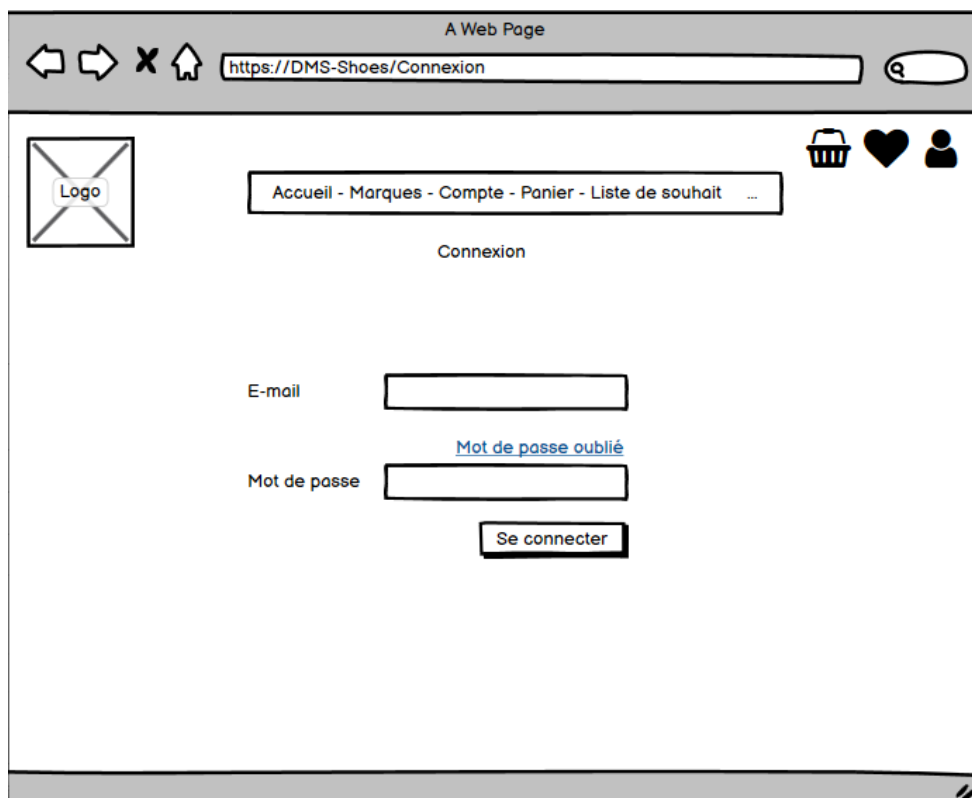 A Web Page
https://DMS-Shoes/Connexion
Logo
Accueil - Marques - Compte - Panier - Liste de souhait ...
Connexion
E-mail
Mot de passe oublié
Mot de passe
Se connecter